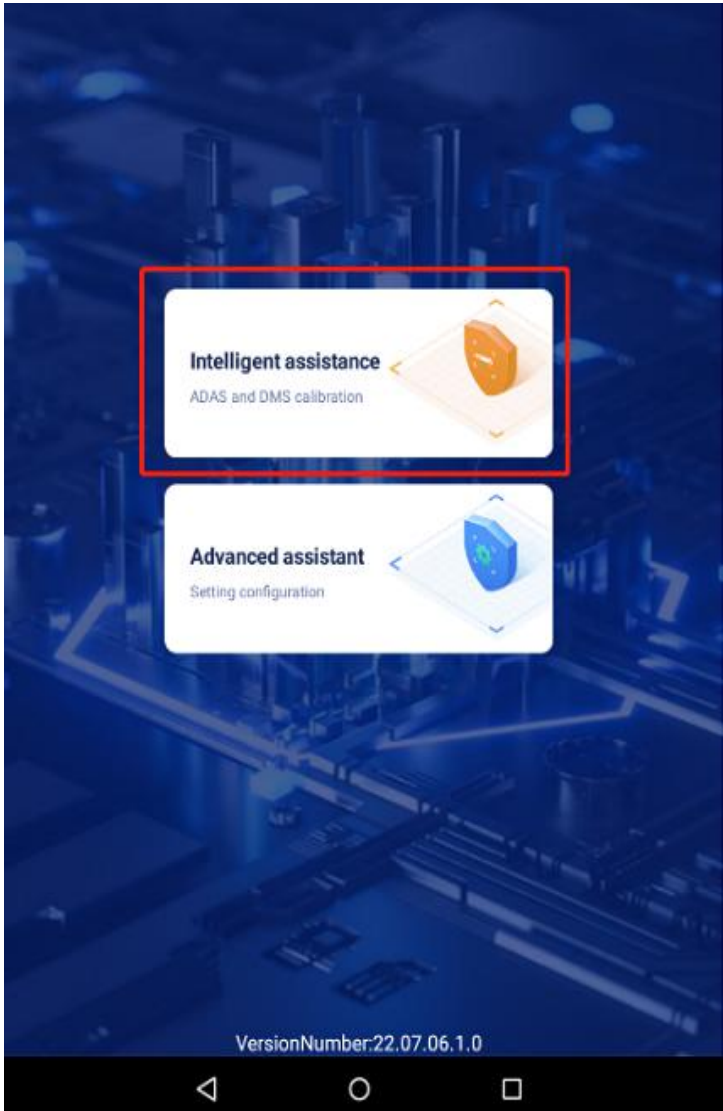 Intelligent assistance
ADAS and DMS calibration
Advanced assistant
Setting configuration
VersionNumber:22.07.06.1.0